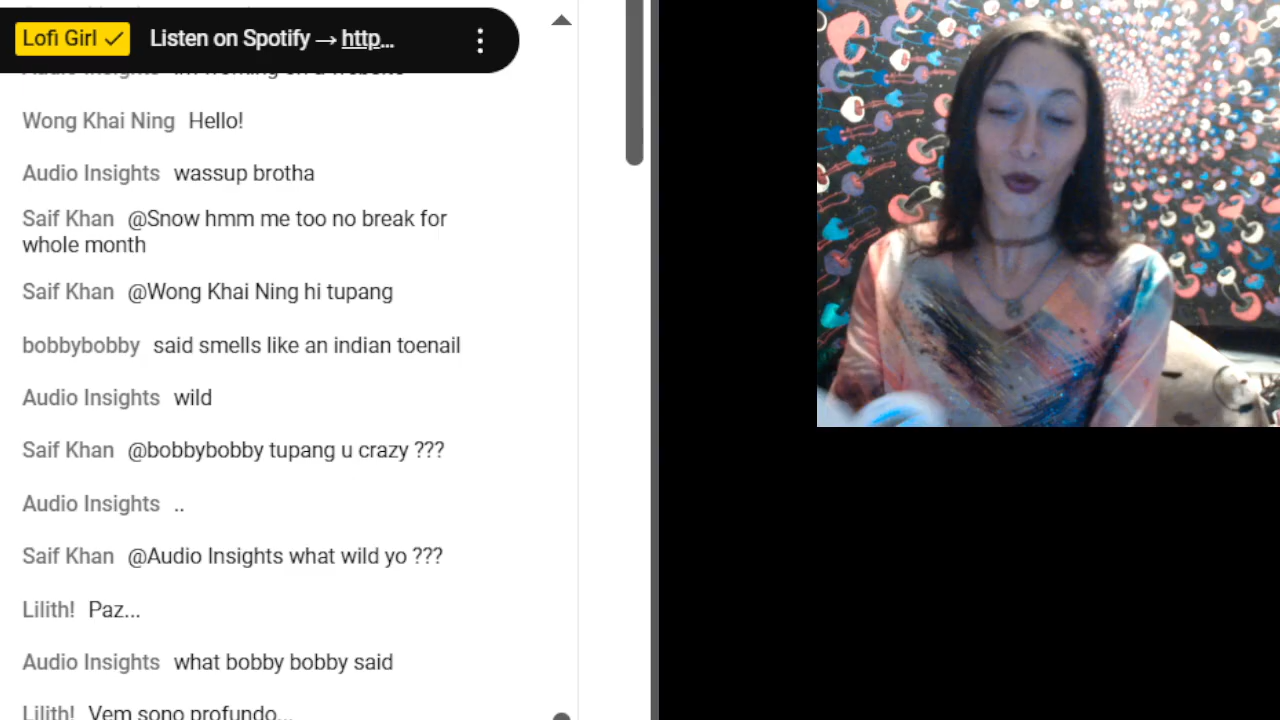 Lofi Girl ✓ Listen on Spotify → http...
Wong Khai Ning Hello!
Audio Insights wassup brotha
Saif Khan @Snow hmm me too no break for
whole month
Saif Khan @Wong Khai Ning hi tupang
bobbybobby said smells like an indian toenail
Audio Insights wild
Saif Khan @bobbybobby tupang u crazy ???
Audio Insights ..
Saif Khan @Audio Insights what wild yo ???
Lilith! Paz...
Audio Insights what bobby bobby said
Lilith! Vem sono profundo...